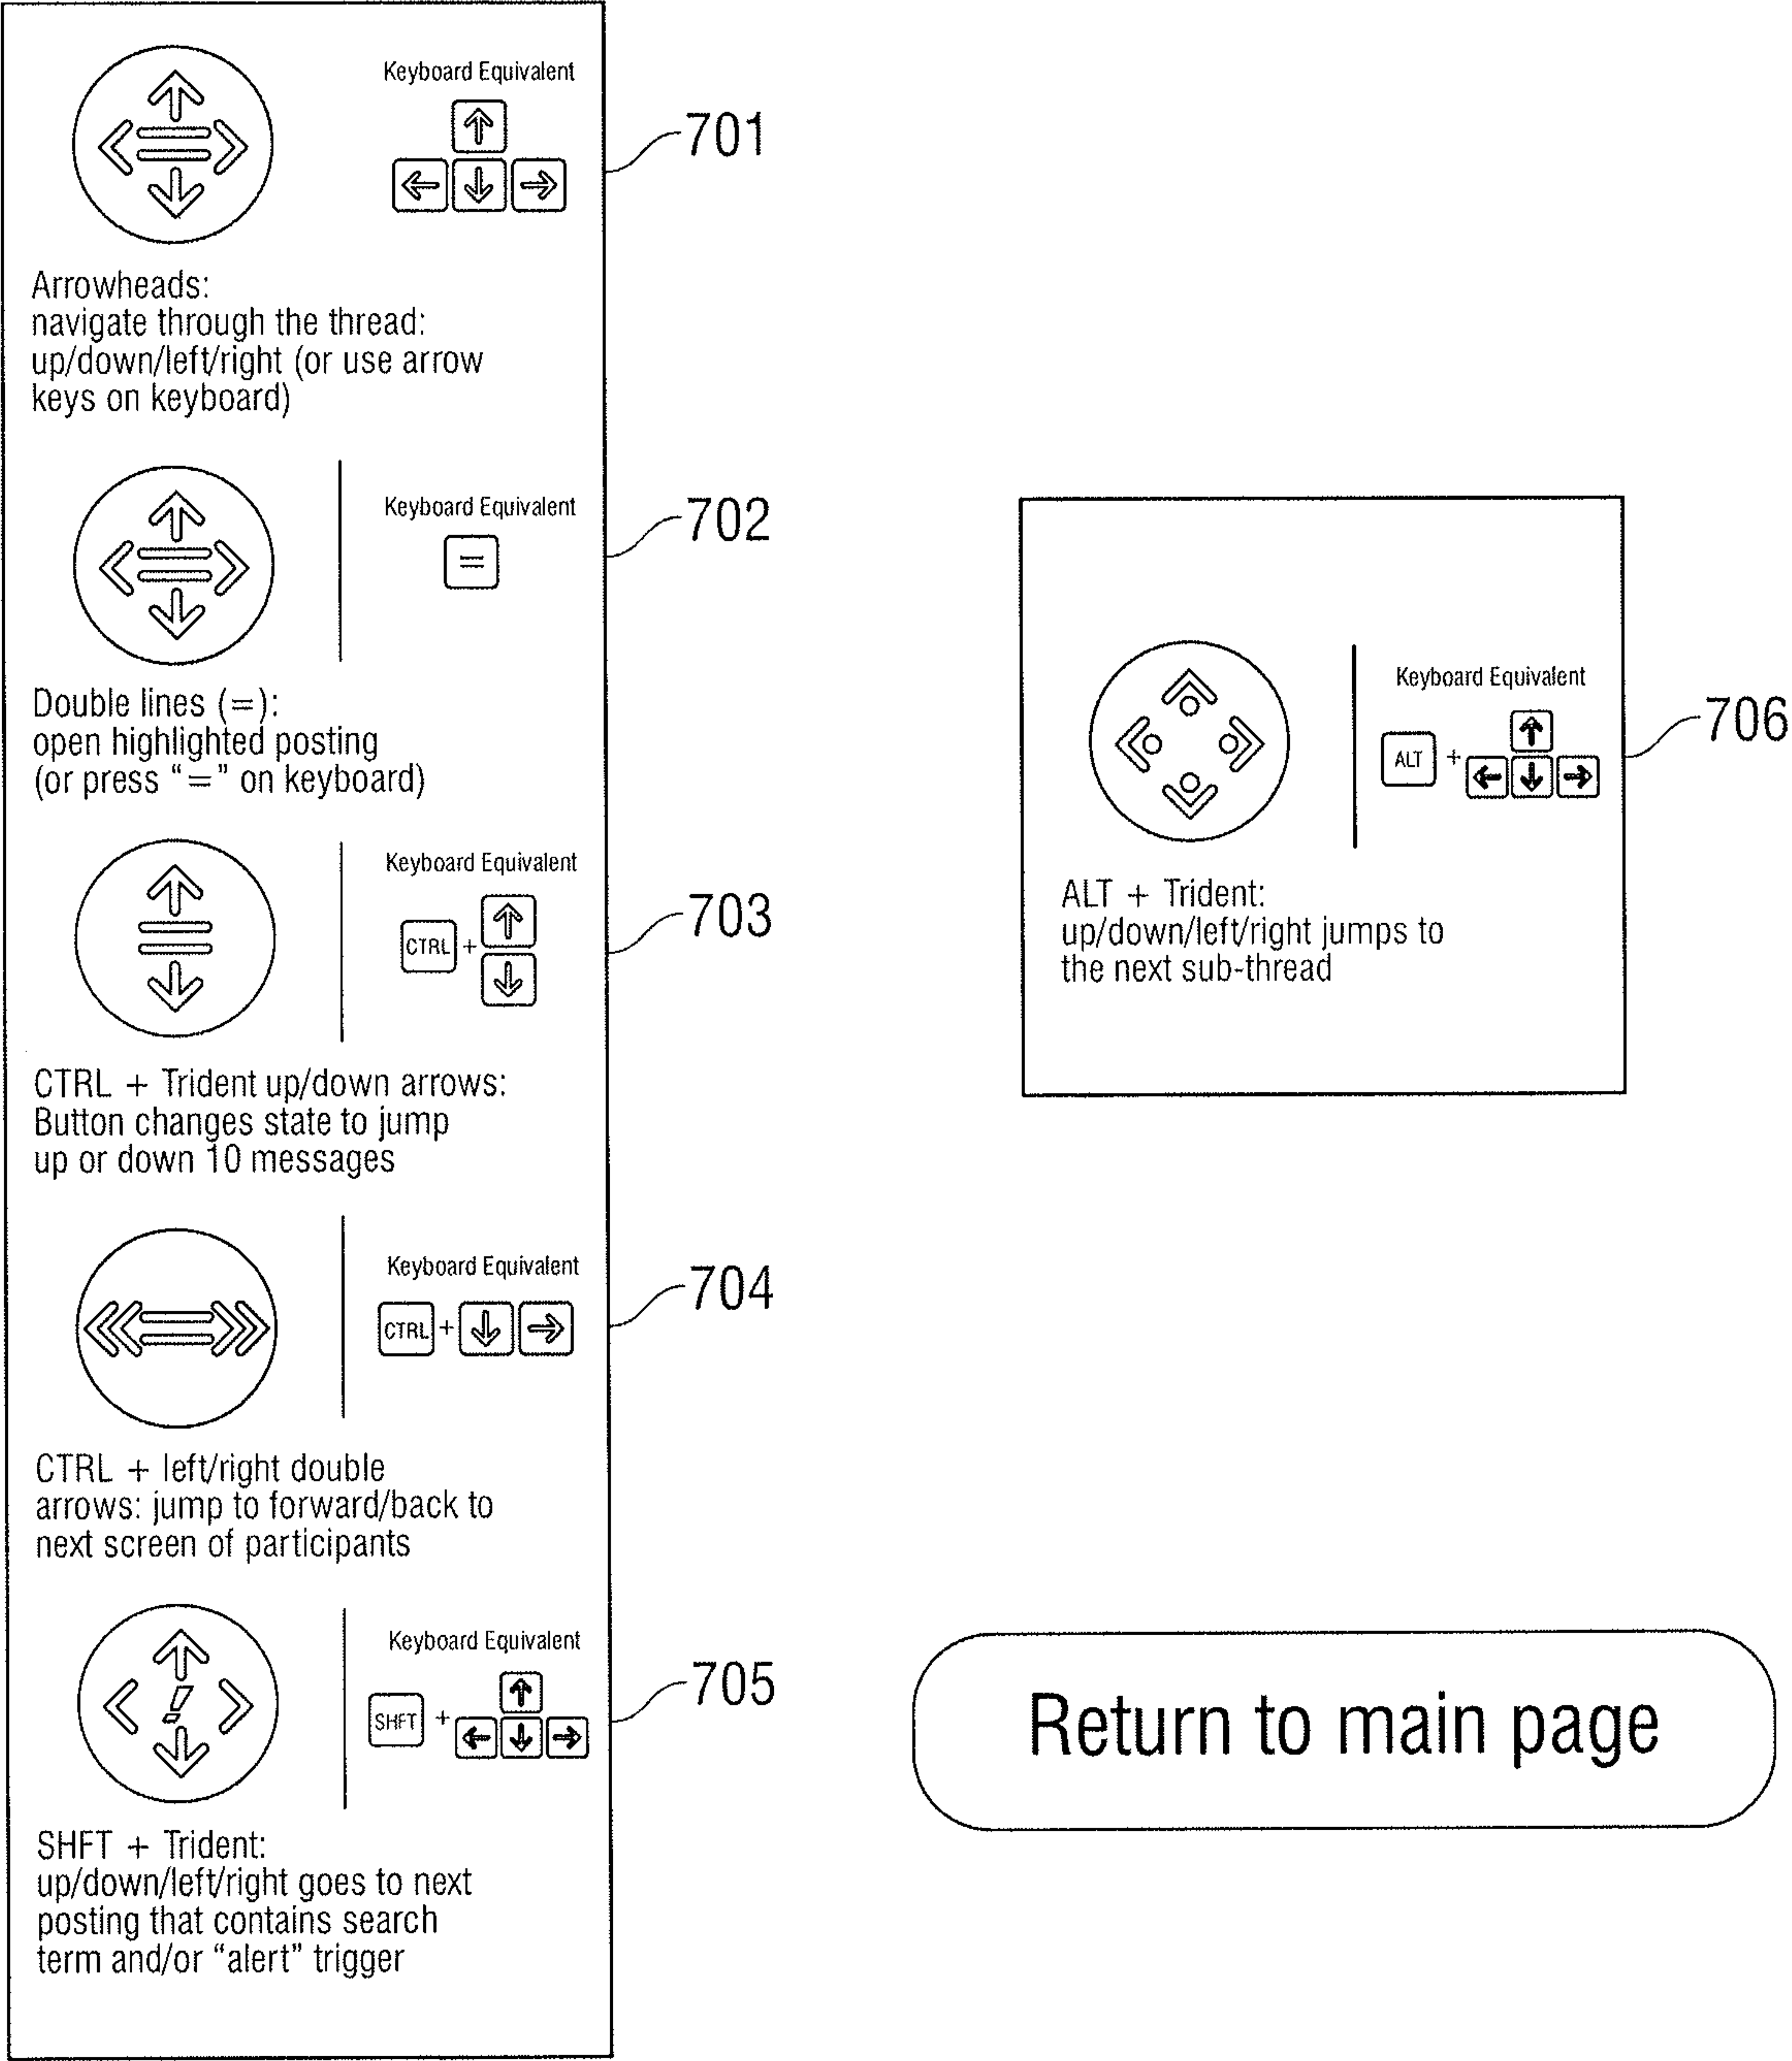 Keyboard Equivalent
701
Arrowheads:
navigate through the thread:
up/down/left/right (or use arrow
keys on keyboard)
Keyboard Equivalent
=
702
Double lines (=):
open highlighted posting
(or press “=” on keyboard)
Keyboard Equivalent
CTRL +
703
CTRL + Trident up/down arrows:
Button changes state to jump
up or down 10 messages
Keyboard Equivalent
CTRL +
704
CTRL + left/right double
arrows: jump to forward/back to
next screen of participants
!
Keyboard Equivalent
SHFT +
705
SHFT + Trident:
up/down/left/right goes to next
posting that contains search
term and/or “alert” trigger
Keyboard Equivalent
ALT +
706
ALT + Trident:
up/down/left/right jumps to
the next sub-thread
Return to main page